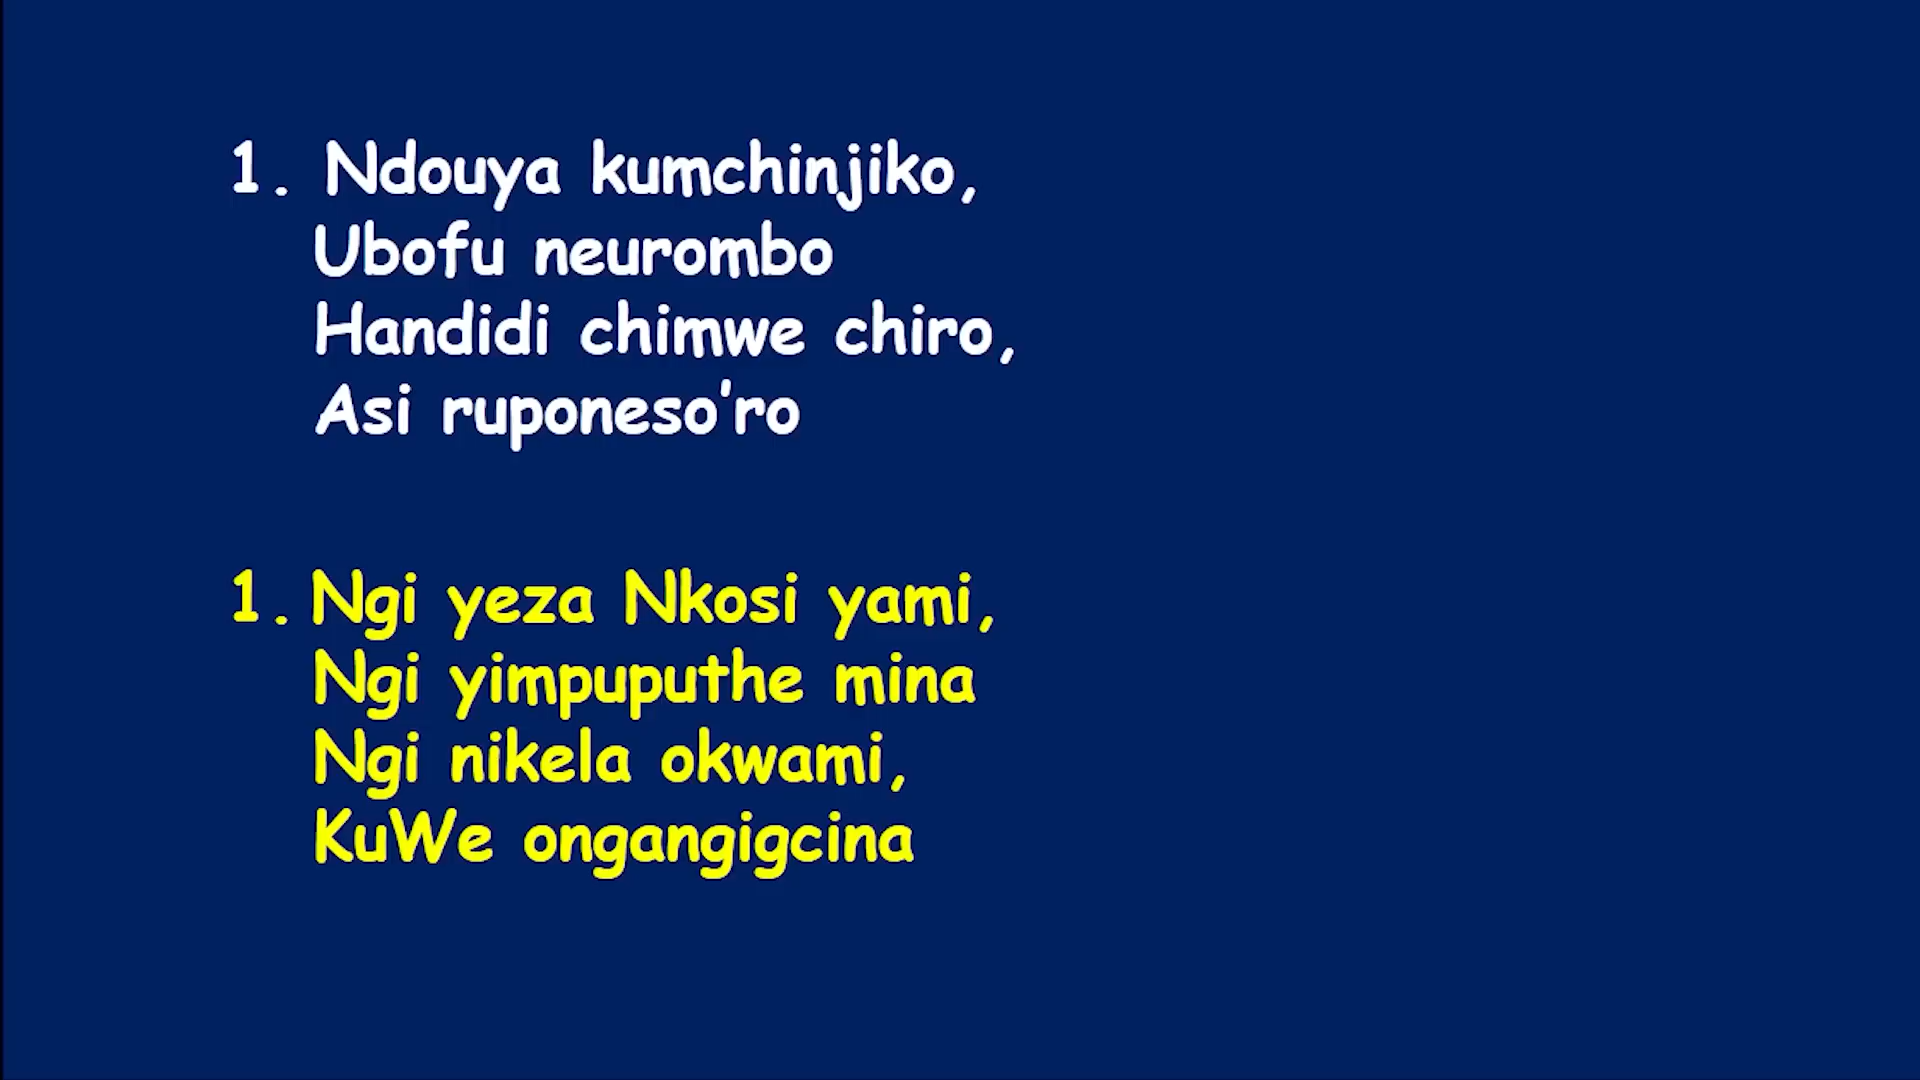 1. Ndouya kumchinjiko,
Ubofu neurombo
Handidi chimwe chiro,
Asi ruponeso'ro
1. Ngi yeza Nkosi yami,
Ngi yimpuputhe mina
Ngi nikela okwami,
KuWe ongangigcina